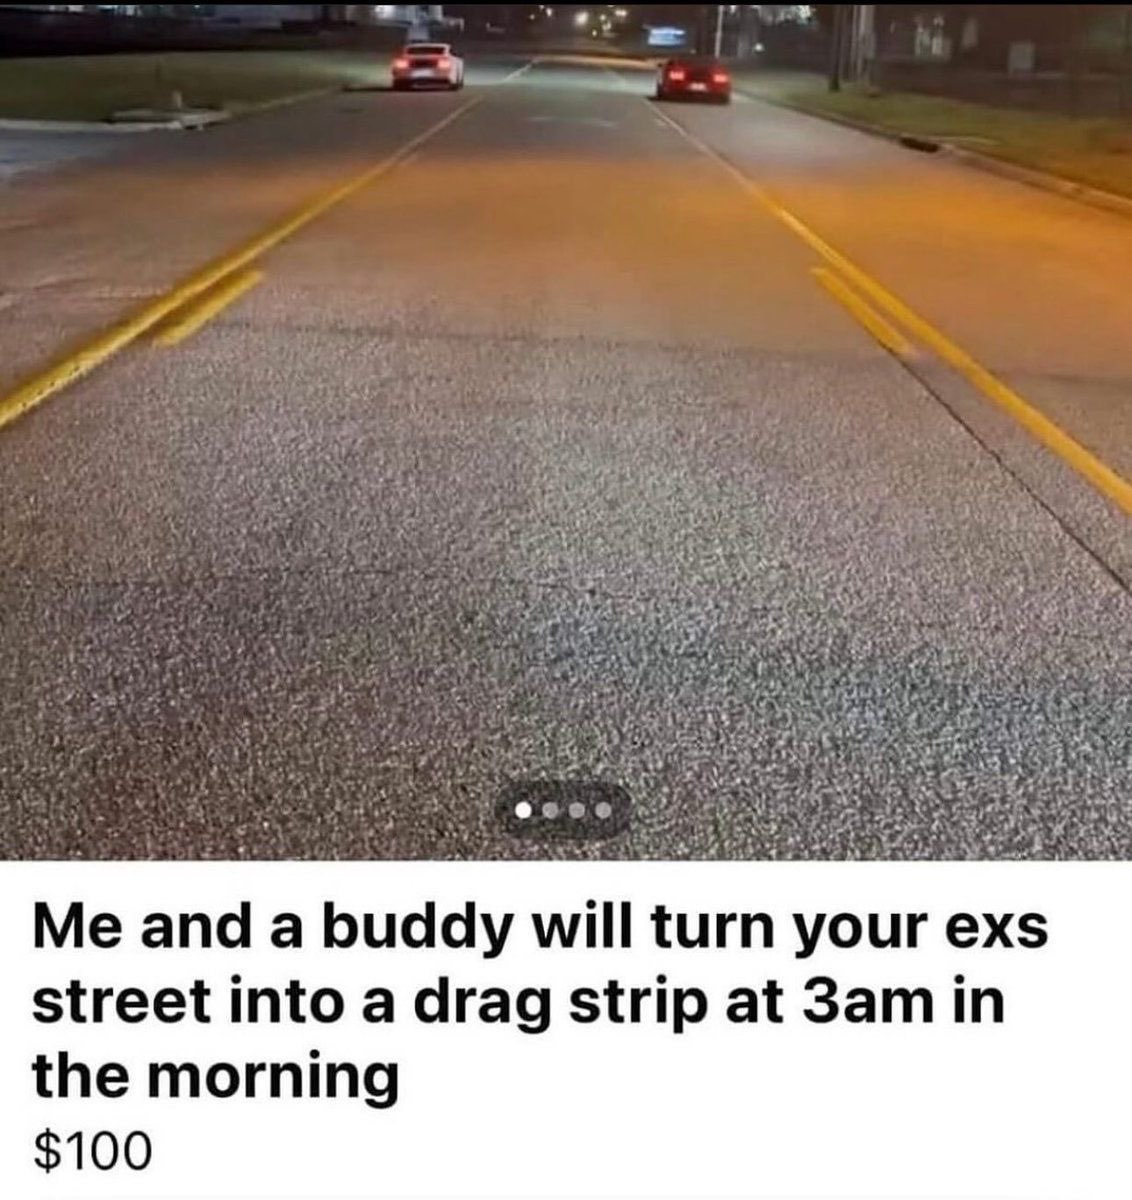 Me and a buddy will turn your exs
street into a drag strip at 3am in
the morning
$100